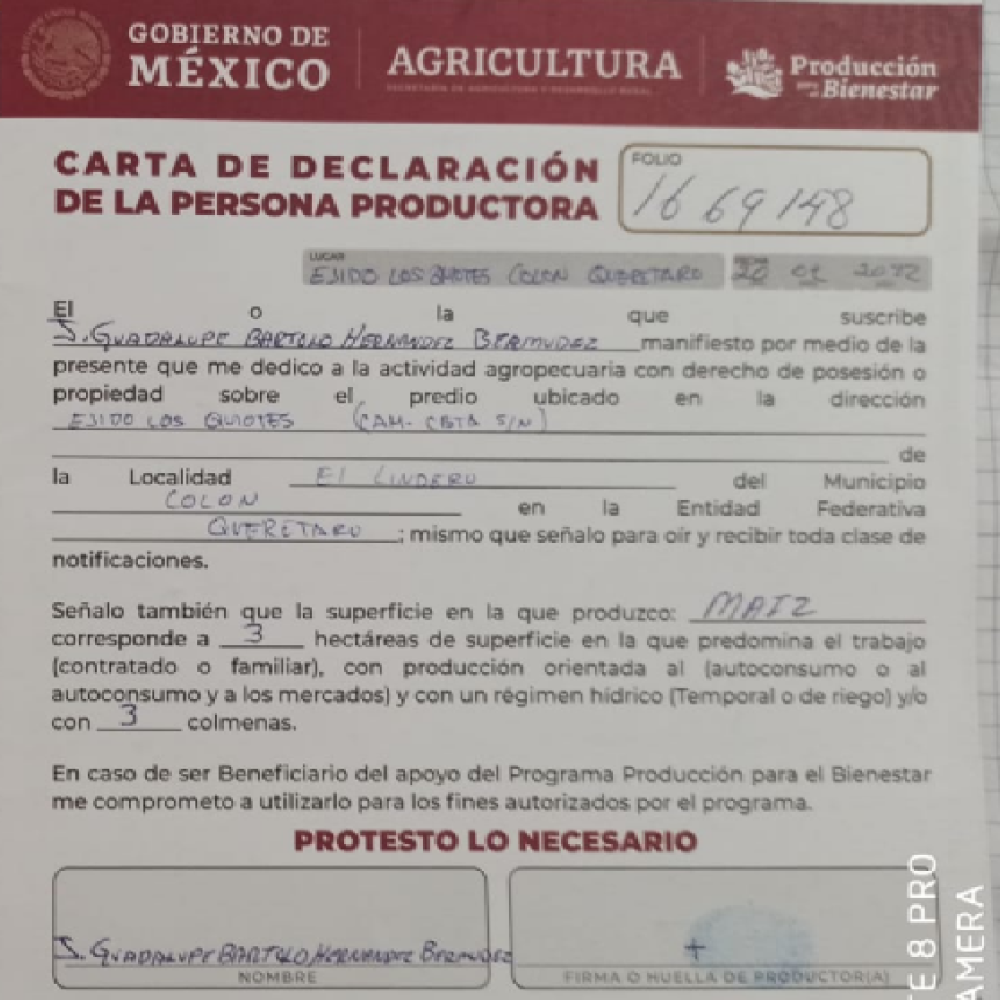 GOBIERNO DE
MÉXICO
AGRICULTURA
SECRETARÍA DE AGRICULTURA Y DESARROLLO RURAL
Producción
para el Bienestar
CARTA DE DECLARACIÓN
DE LA PERSONA PRODUCTORA
FOLIO
16 69 148
LUGAR
EJIDO LOS COLON QUERETARO
El o la que suscribe
J. GUADALUPE BARTOLO HERNANDEZ BERMUDEZ manifiesto por medio de la
presente que me dedico a la actividad agropecuaria con derecho de posesión o
propiedad sobre el predio ubicado en la dirección
EJIDO LOS QUIOTES (CAM. CBTA S/N)
de
la Localidad El LINDERO del Municipio
COLON en la Entidad Federativa
QUERETARO ; mismo que señalo para oír y recibir toda clase de
notificaciones.
Señalo también que la superficie en la que produzco: MAIZ
corresponde a 3 hectáreas de superficie en la que predomina el trabajo
(contratado o familiar), con producción orientada al (autoconsumo o al
autoconsumo y a los mercados) y con un régimen hídrico (Temporal o de riego) y/o
con 3 colmenas.
En caso de ser Beneficiario del apoyo del Programa Producción para el Bienestar
me comprometo a utilizarlo para los fines autorizados por el programa.
PROTESTO LO NECESARIO
J. GUADALUPE BARTOLO HERNANDEZ BERMUDEZ
NOMBRE
+
FIRMA O HUELLA DE PRODUCTOR(A)
E 8 PRO
AMERA